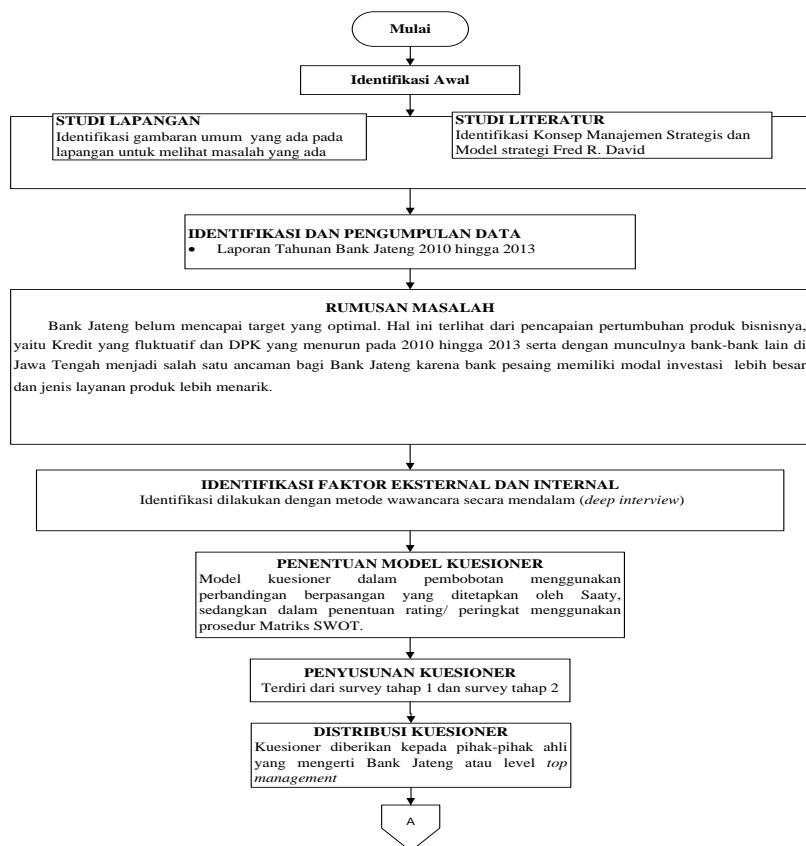 Mulai
Identifikasi Awal
STUDI LAPANGAN
Identifikasi gambaran umum yang ada pada
lapangan untuk melihat masalah yang ada
STUDI LITERATUR
Identifikasi Konsep Manajemen Strategis dan
Model strategi Fred R. David
IDENTIFIKASI DAN PENGUMPULAN DATA
• Laporan Tahunan Bank Jateng 2010 hingga 2013
RUMUSAN MASALAH
Bank Jateng belum mencapai target yang optimal. Hal ini terlihat dari pencapaian pertumbuhan produk bisnisnya,
yaitu Kredit yang fluktuatif dan DPK yang menurun pada 2010 hingga 2013 serta dengan munculnya bank-bank lain di
Jawa Tengah menjadi salah satu ancaman bagi Bank Jateng karena bank pesaing memiliki modal investasi lebih besar
dan jenis layanan produk lebih menarik.
IDENTIFIKASI FAKTOR EKSTERNAL DAN INTERNAL
Identifikasi dilakukan dengan metode wawancara secara mendalam (deep interview)
PENENTUAN MODEL KUESIONER
Model kuesioner dalam pembobotan menggunakan
perbandingan berpasangan yang ditetapkan oleh Saaty,
sedangkan dalam penentuan rating/ peringkat menggunakan
prosedur Matriks SWOT.
PENYUSUNAN KUESIONER
Terdiri dari survey tahap 1 dan survey tahap 2
DISTRIBUSI KUESIONER
Kuesioner diberikan kepada pihak-pihak ahli
yang mengerti Bank Jateng atau level top
management
A